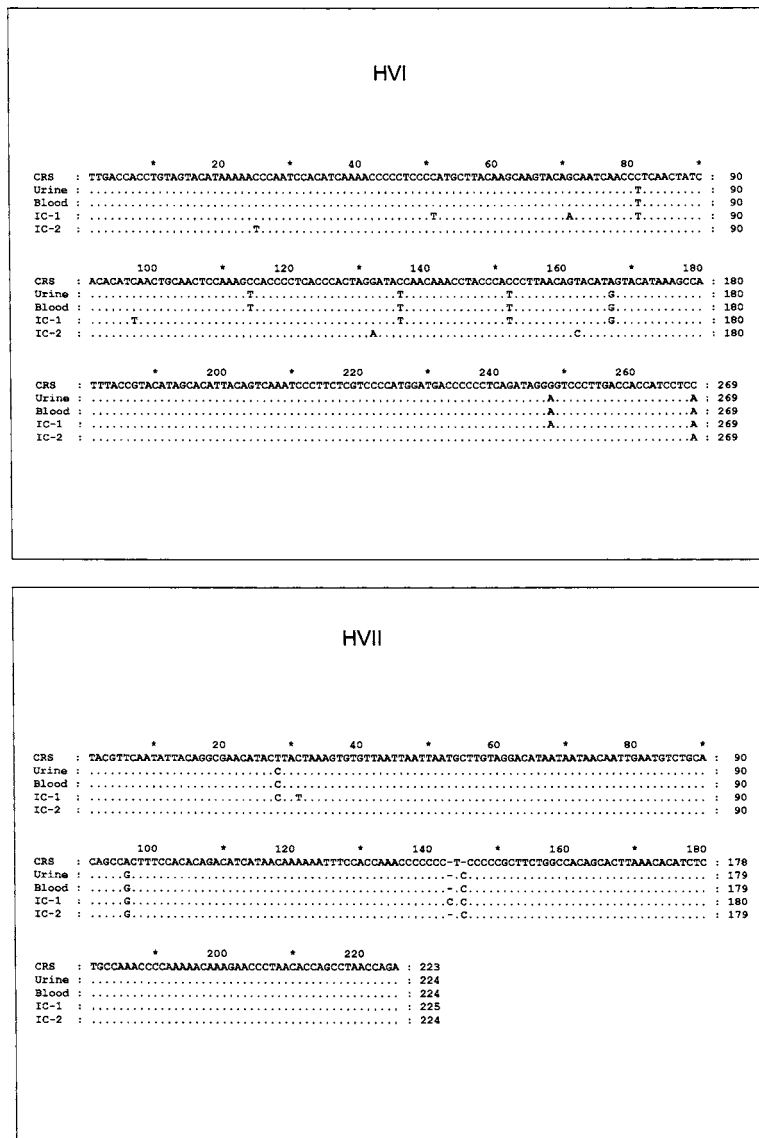 HVI
* 20 * 40 * 60 * 80 *
CRS : TTGACCACCTGTAGTACATAAAAACCCAATCCACATCAAAACCCCCTCCCCATGCTTACAAGCAAGTACAGCAATCAACCCTCAACTATC : 90
Urine : ................................................................................T......... : 90
Blood : ................................................................................T......... : 90
IC-1 : ..................................................T...................A.........T......... : 90
IC-2 : ........................T................................................................. : 90
100 * 120 * 140 * 160 * 180
CRS : ACACATCAACTGCAACTCCAAAGCCACCCCTCACCCACTAGGATACCAACAAACCTACCCACCCTTAACAGTACATAGTACATAAAGCCA : 180
Urine : .......................T.....................T...............T..............G............. : 180
Blood : .......................T.....................T...............T..............G............. : 180
IC-1 : ......T......................................T...............T..............G............. : 180
IC-2 : .........................................A.............................C.................. : 180
* 200 * 220 * 240 * 260
CRS : TTTACCGTACATAGCACATTACAGTCAAATCCCTTCTCGTCCCCATGGATGACCCCCCTCAGATAGGGGTCCCTTGACCACCATCCTCC : 269
Urine : ...................................................................A....................A : 269
Blood : ...................................................................A....................A : 269
IC-1 : ...................................................................A....................A : 269
IC-2 : ........................................................................................A : 269
HVII
* 20 * 40 * 60 * 80 *
CRS : TACGTTCAATATTACAGGCGAACATACTTACTAAAGTGTGTTAATTAATTAATGCTTGTAGGACATAATAATAACAATTGAATGTCTGCA : 90
Urine : ...........................C.............................................................. : 90
Blood : ...........................C.............................................................. : 90
IC-1 : ...........................C..T........................................................... : 90
IC-2 : .......................................................................................... : 90
100 * 120 * 140 * 160 * 180
CRS : CAGCCACTTTCCACACAGACATCATAACAAAAAATTTCCACCAAACCCCCCC-T-CCCCCGCTTCTGGCCACAGCACTTAAACACATCTC : 178
Urine : .....G..............................................-.C................................... : 179
Blood : .....G..............................................-.C................................... : 179
IC-1 : .....G..............................................C.C................................... : 180
IC-2 : .....G..............................................-.C................................... : 179
* 200 * 220
CRS : TGCCAAACCCCAAAAACAAAGAACCCTAACACCAGCCTAACCAGA : 223
Urine : ............................................. : 224
Blood : ............................................. : 224
IC-1 : ............................................. : 225
IC-2 : ............................................. : 224